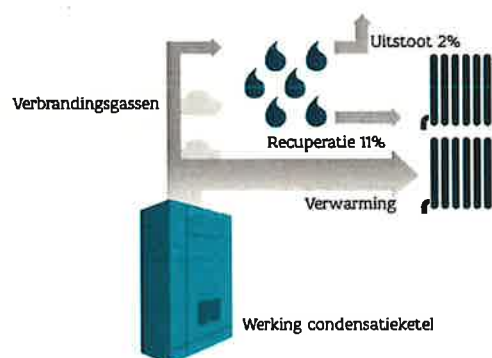 Uitstoot 2%
Verbrandingsgassen
Recuperatie 11%
Verwarming
Werking condensatieketel